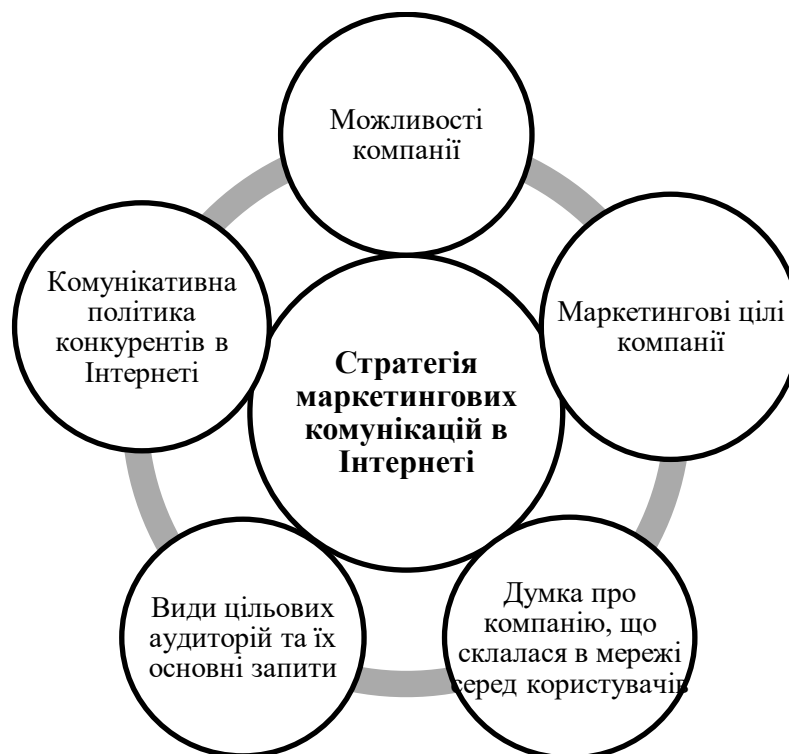 Можливості
компанії
Маркетингові цілі
компанії
Думка про
компанію, що
склалася в мережі
серед користувачів
Види цільових
аудиторій та їх
основні запити
Комунікативна
політика
конкурентів в
Інтернеті
Стратегія
маркетингових
комунікацій в
Інтернеті